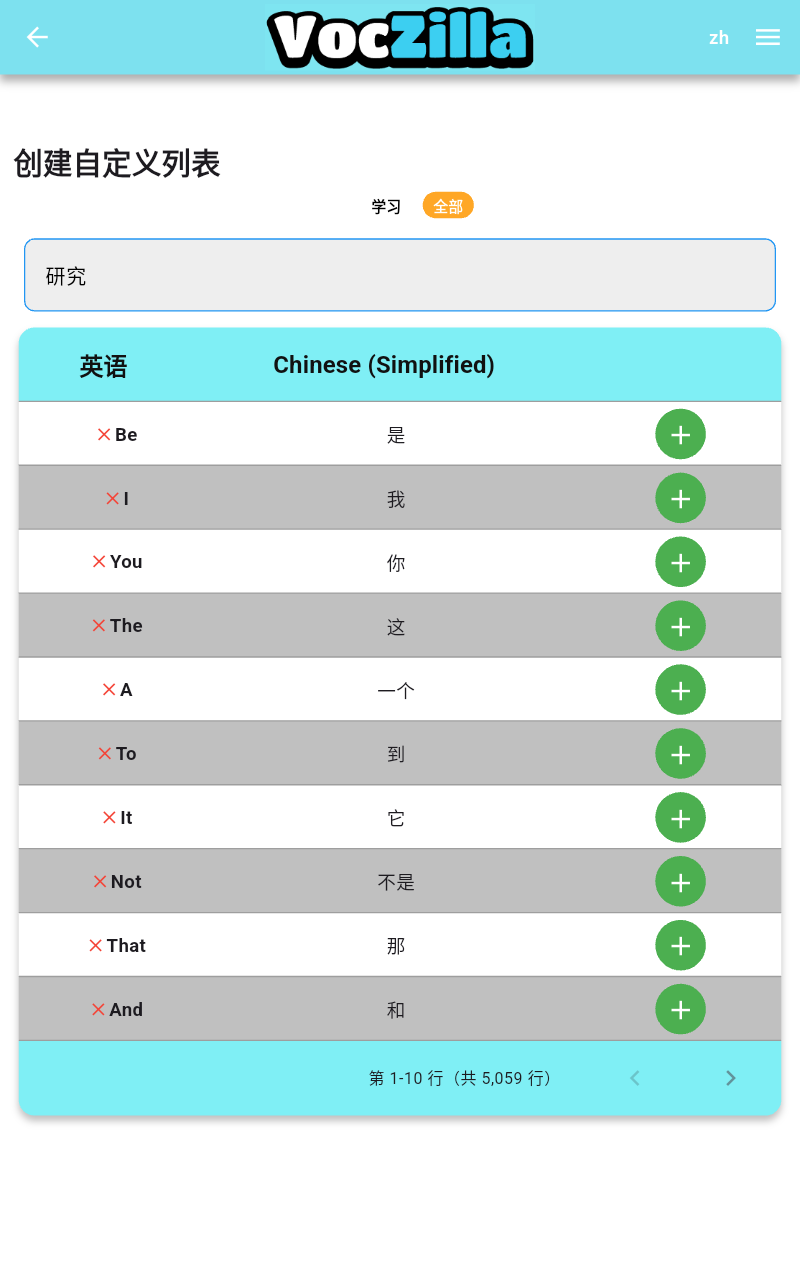 VocZilla
zh
创建自定义列表
学习 全部
研究
英语 Chinese (Simplified)
Be 是
I 我
You 你
The 这
A 一个
To 到
It 它
Not 不是
That 那
And 和
第 1-10 行（共 5,059 行）